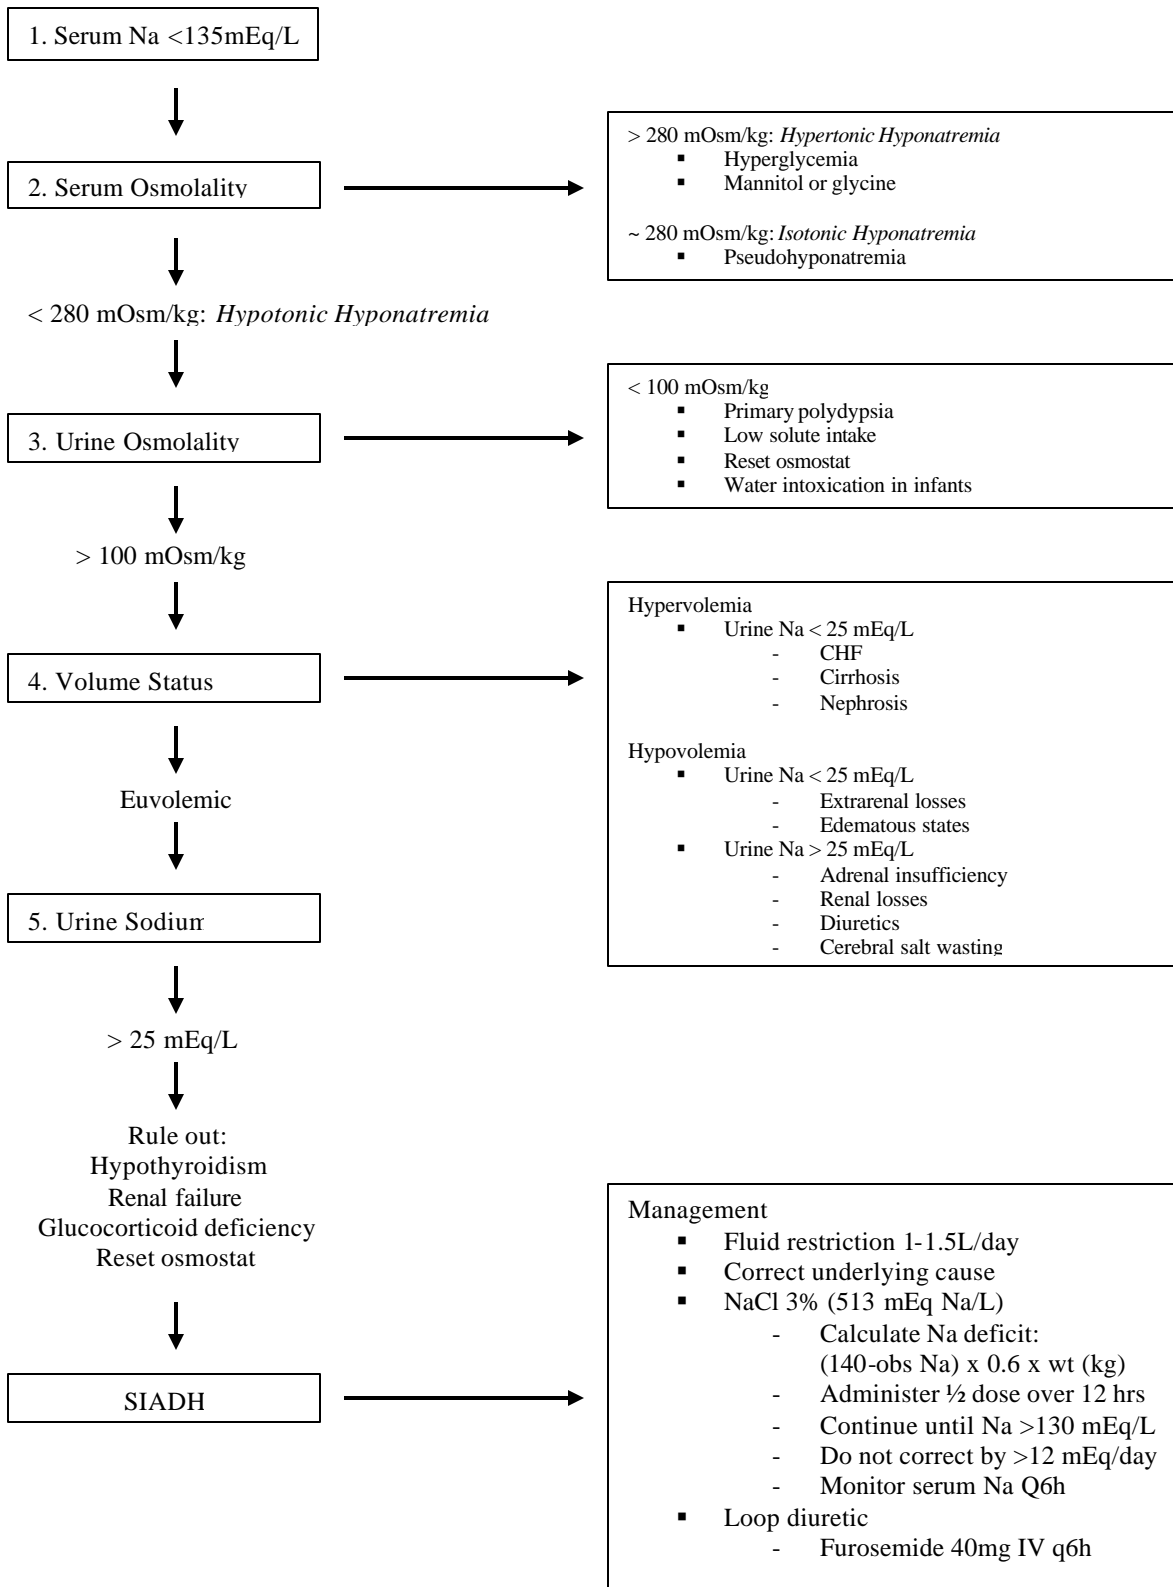 1. Serum Na <135mEq/L
2. Serum Osmolality
> 280 mOsm/kg: Hypertonic Hyponatremia
▪ Hyperglycemia
▪ Mannitol or glycine
~ 280 mOsm/kg: Isotonic Hyponatremia
▪ Pseudohyponatremia
< 280 mOsm/kg: Hypotonic Hyponatremia
3. Urine Osmolality
< 100 mOsm/kg
▪ Primary polydypsia
▪ Low solute intake
▪ Reset osmostat
▪ Water intoxication in infants
> 100 mOsm/kg
4. Volume Status
Hypervolemia
▪ Urine Na < 25 mEq/L
- CHF
- Cirrhosis
- Nephrosis
Hypovolemia
▪ Urine Na < 25 mEq/L
- Extrarenal losses
- Edematous states
▪ Urine Na > 25 mEq/L
- Adrenal insufficiency
- Renal losses
- Diuretics
- Cerebral salt wasting
Euvolemic
5. Urine Sodium
> 25 mEq/L
Rule out:
Hypothyroidism
Renal failure
Glucocorticoid deficiency
Reset osmostat
SIADH
Management
▪ Fluid restriction 1-1.5L/day
▪ Correct underlying cause
▪ NaCl 3% (513 mEq Na/L)
- Calculate Na deficit:
(140-obs Na) x 0.6 x wt (kg)
- Administer ½ dose over 12 hrs
- Continue until Na >130 mEq/L
- Do not correct by >12 mEq/day
- Monitor serum Na Q6h
▪ Loop diuretic
- Furosemide 40mg IV q6h